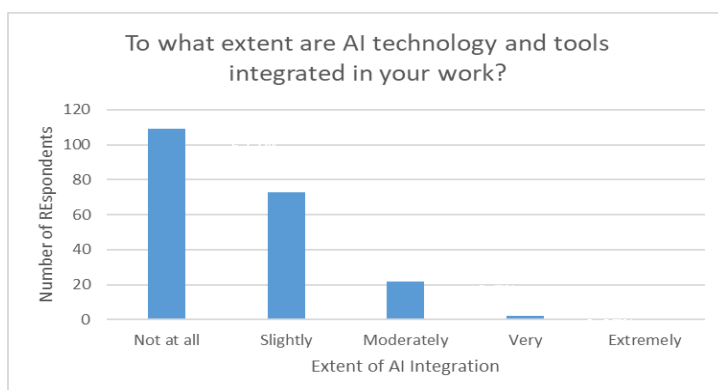 To what extent are AI technology and tools
integrated in your work?
120
100
80
60
40
20
0
Number of REspondents
Not at all Slightly Moderately Very Extremely
Extent of AI Integration